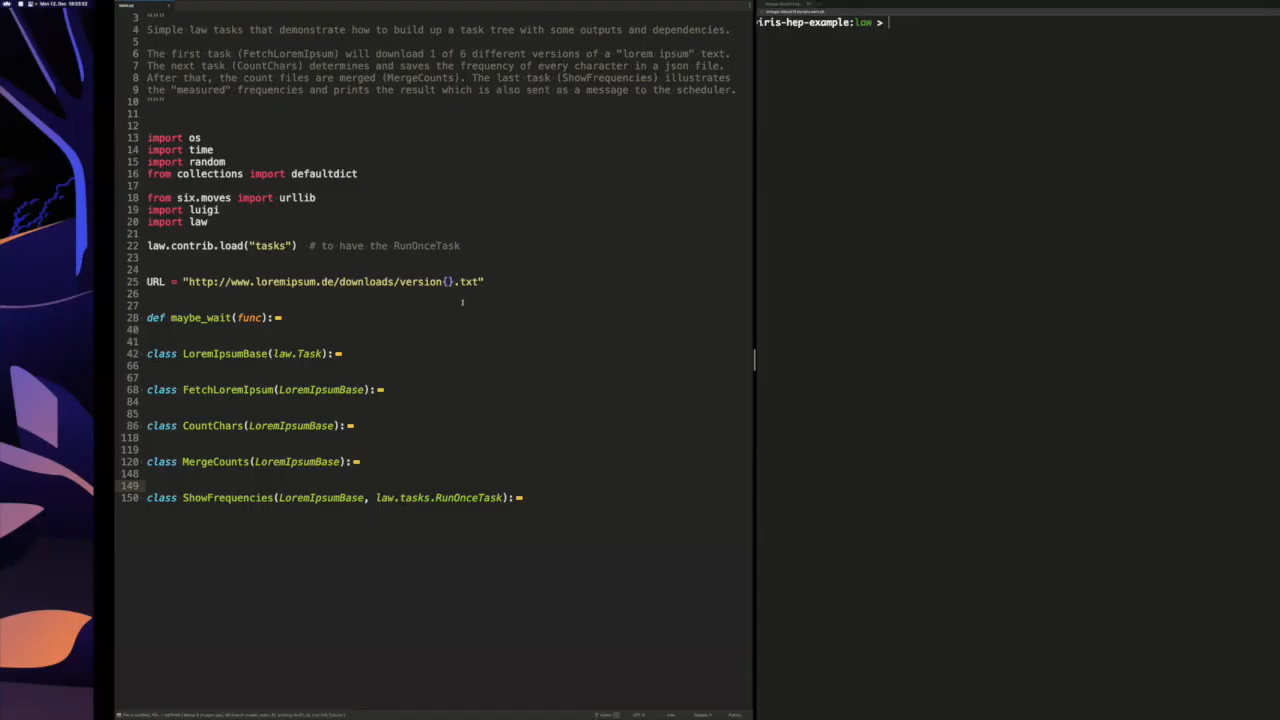 Mon 12. Dec 18:03:53
tasks.py
3 """
4 Simple law tasks that demonstrate how to build up a task tree with some outputs and dependencies.
5
6 The first task (FetchLoremIpsum) will download 1 of 6 different versions of a "lorem ipsum" text.
7 The next task (CountChars) determines and saves the frequency of every character in a json file.
8 After that, the count files are merged (MergeCounts). The last task (ShowFrequencies) illustrates
9 the "measured" frequencies and prints the result which is also sent as a message to the scheduler.
10 """
11
12
13 import os
14 import time
15 import random
16 from collections import defaultdict
17
18 from six.moves import urllib
19 import luigi
20 import law
21
22 law.contrib.load("tasks")  # to have the RunOnceTask
23
24
25 URL = "http://www.loremipsum.de/downloads/version{}.txt"
26
27
28 def maybe_wait(func):
40
41
42 class LoremIpsumBase(law.Task):
66
67
68 class FetchLoremIpsum(LoremIpsumBase):
84
85
86 class CountChars(LoremIpsumBase):
118
119
120 class MergeCounts(LoremIpsumBase):
148
149
150 class ShowFrequencies(LoremIpsumBase, law.tasks.RunOnceTask):
iris-hep-example:law >
Python